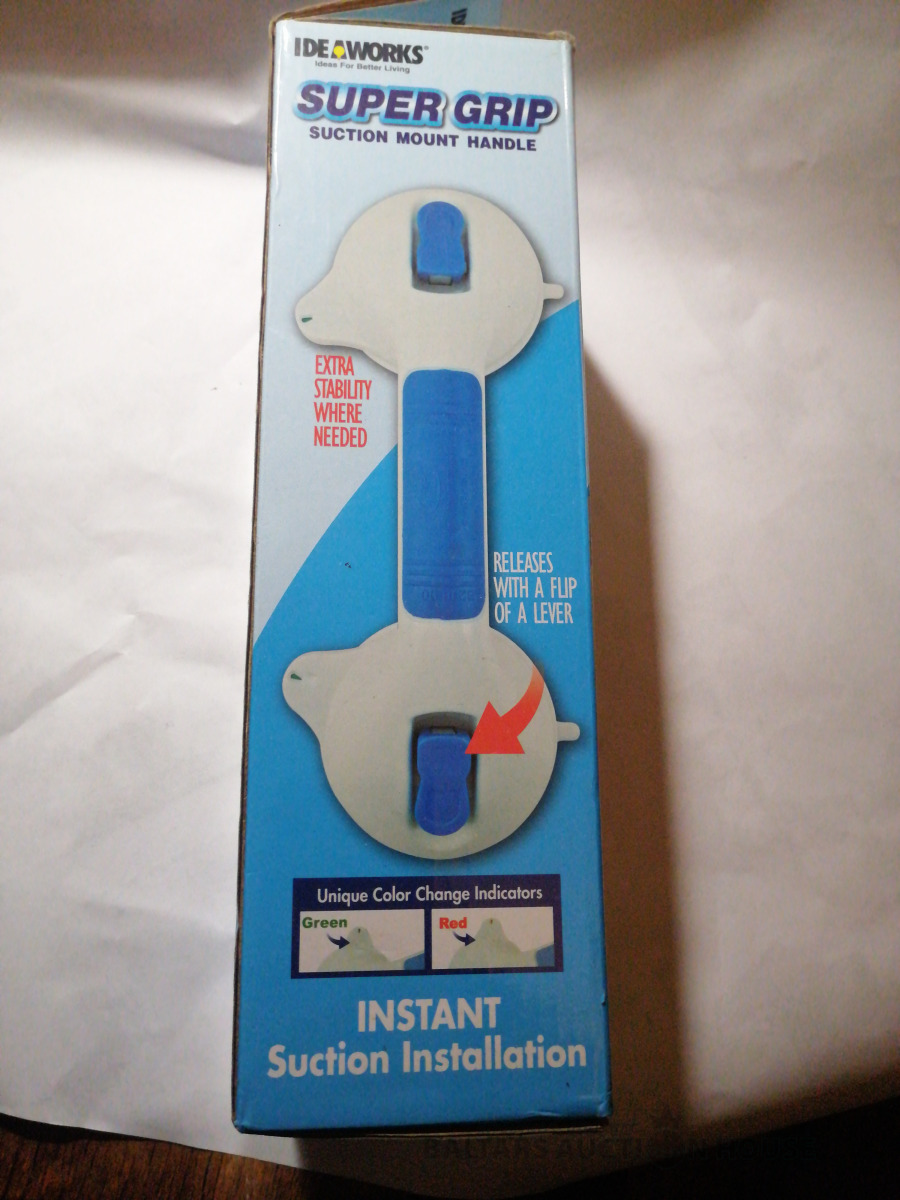 IDEAWORKS®
Ideas For Better Living
SUPER GRIP
SUCTION MOUNT HANDLE
EXTRA
STABILITY
WHERE
NEEDED
RELEASES
WITH A FLIP
OF A LEVER
Unique Color Change Indicators
Green
Red
INSTANT
Suction Installation